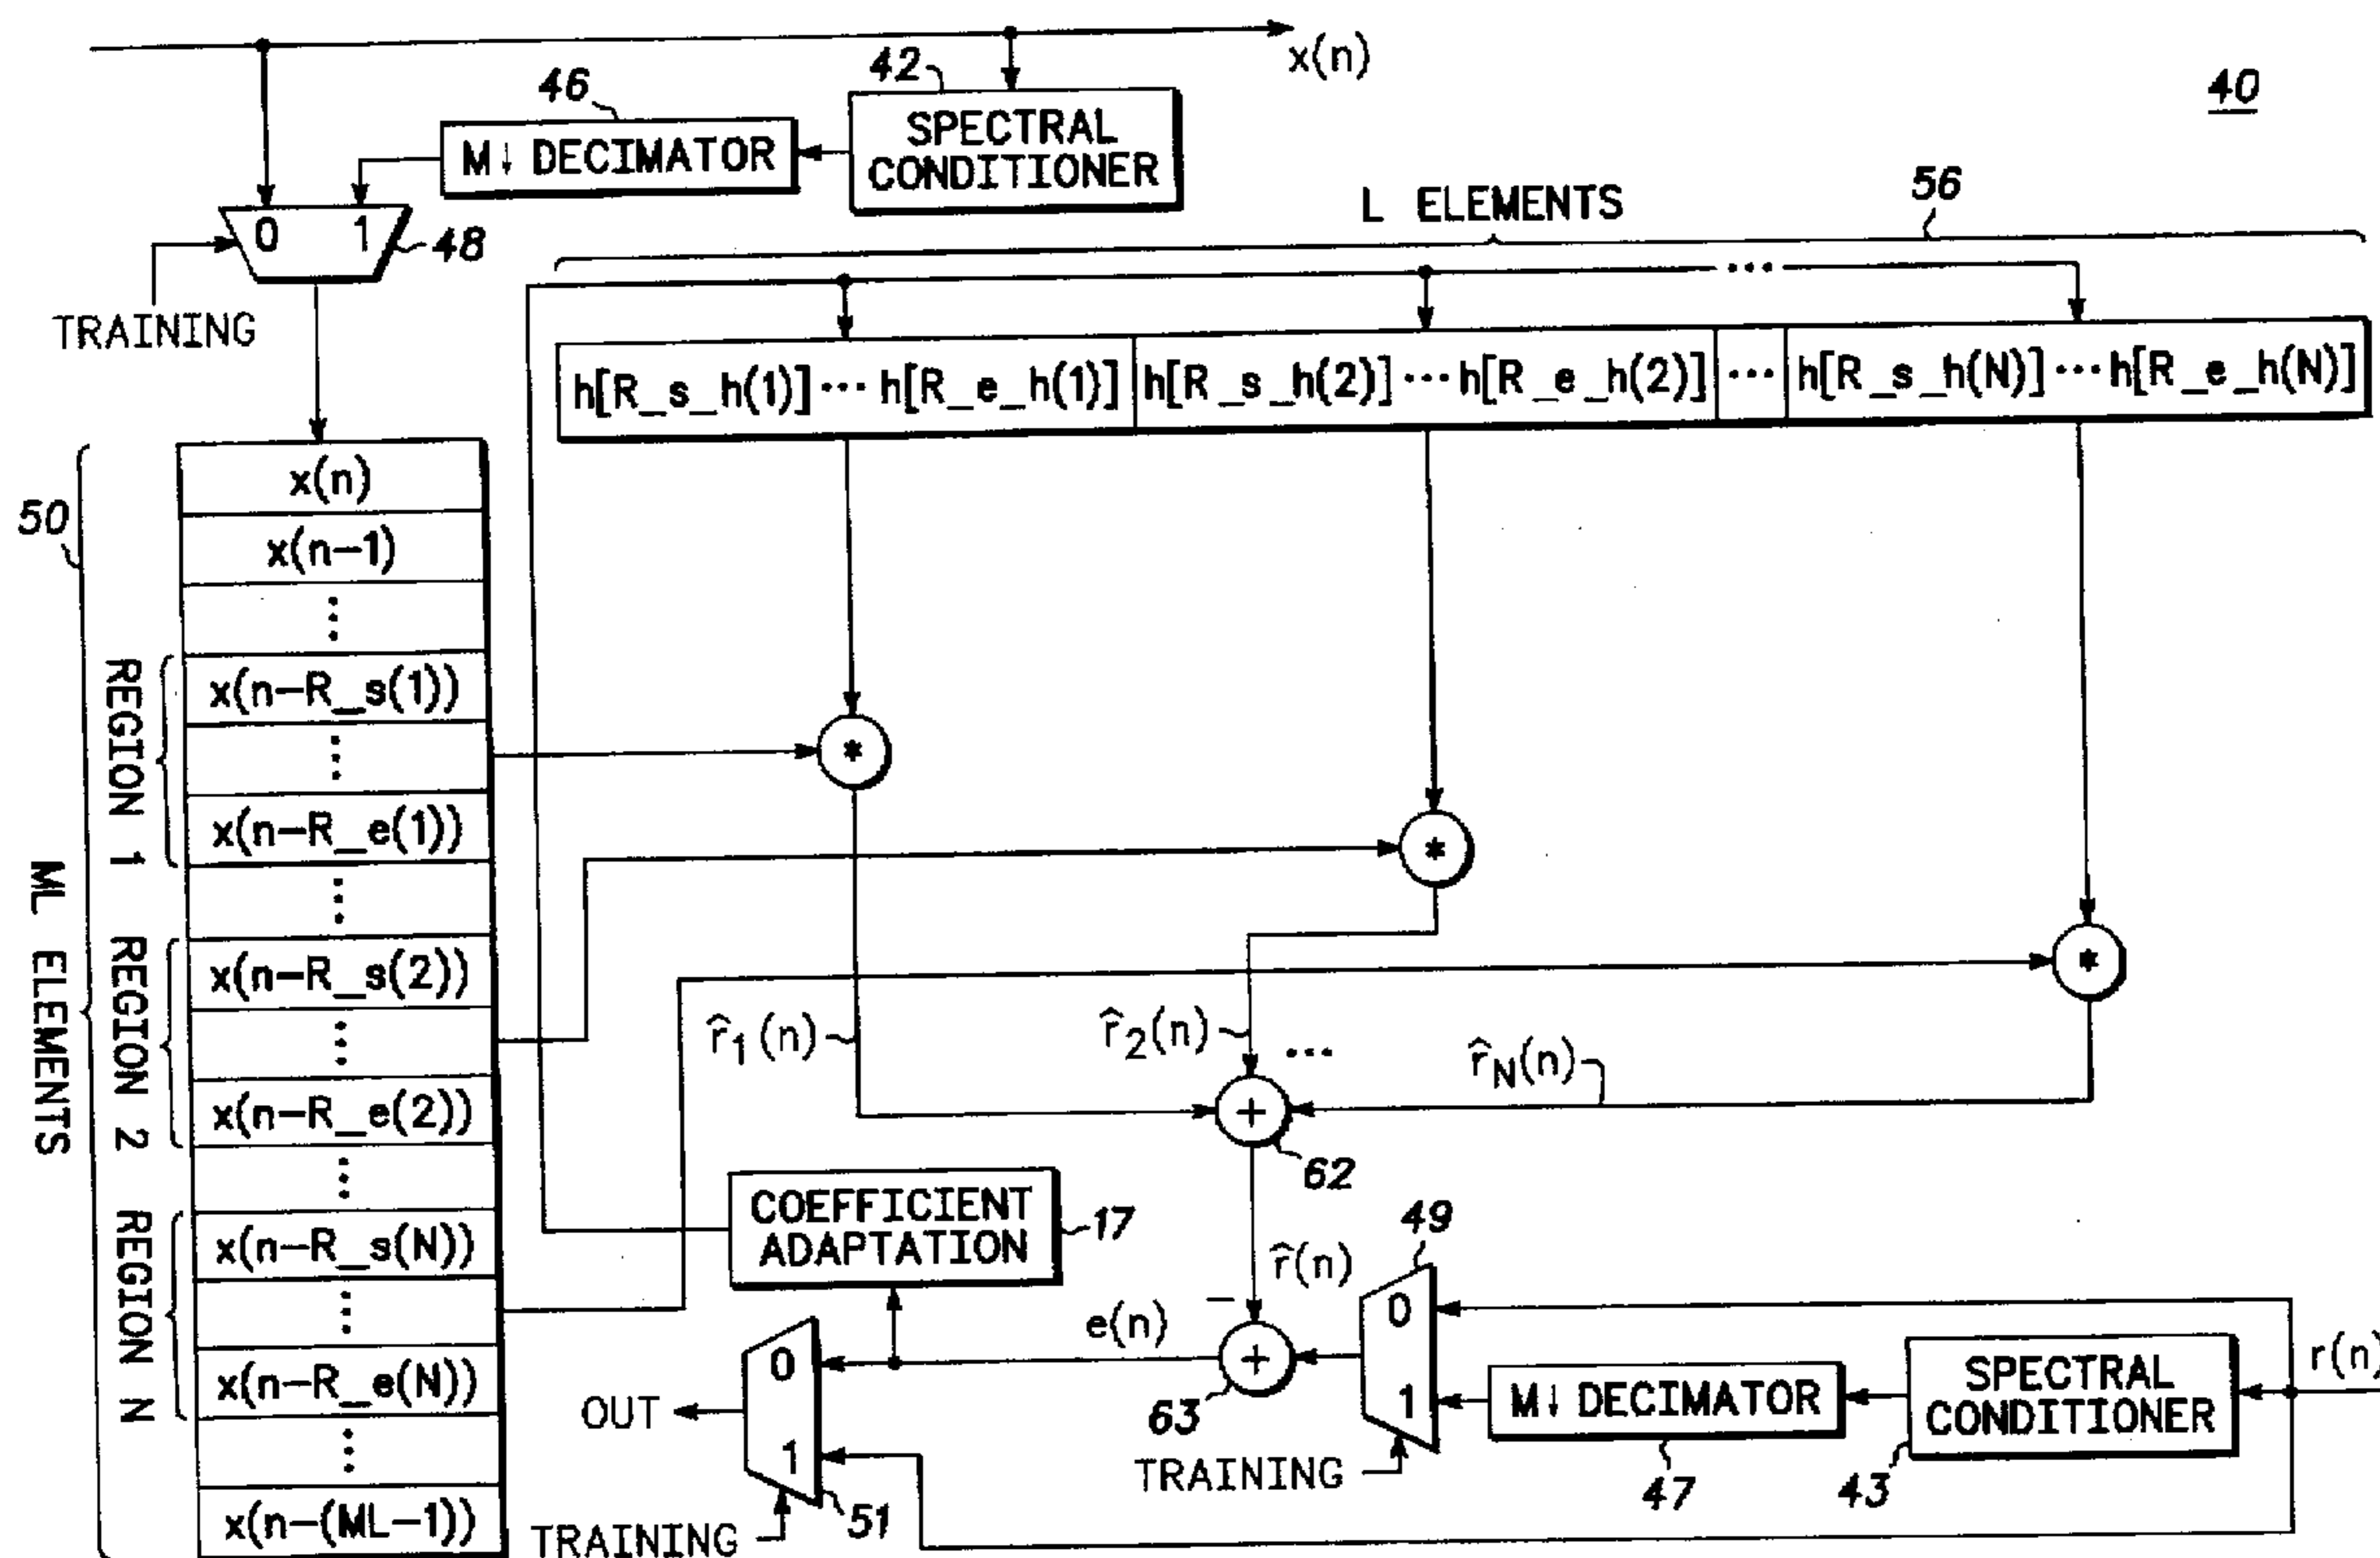 x(n)
40
42
46
SPECTRAL
CONDITIONER
M↓ DECIMATOR
0 1
48
TRAINING
L ELEMENTS
56
h[R_s_h(1)]··· h[R_e_h(1)]
h[R_s_h(2)]···h[R_e_h(2)]
···
h[R_s_h(N)]···h[R_e_h(N)]
50
ML ELEMENTS
x(n)
x(n-1)
REGION 1
x(n-R_s(1))
x(n-R_e(1))
REGION 2
x(n-R_s(2))
x(n-R_e(2))
REGION N
x(n-R_s(N))
x(n-R_e(N))
x(n-(ML-1))
*
*
*
r̂₁(n)
r̂₂(n)
···
r̂N(n)
+
62
COEFFICIENT
ADAPTATION
17
r̂(n)
−
49
0
1
e(n)
+
63
0
1
OUT
51
TRAINING
TRAINING
M↓ DECIMATOR
47
SPECTRAL
CONDITIONER
43
r(n)